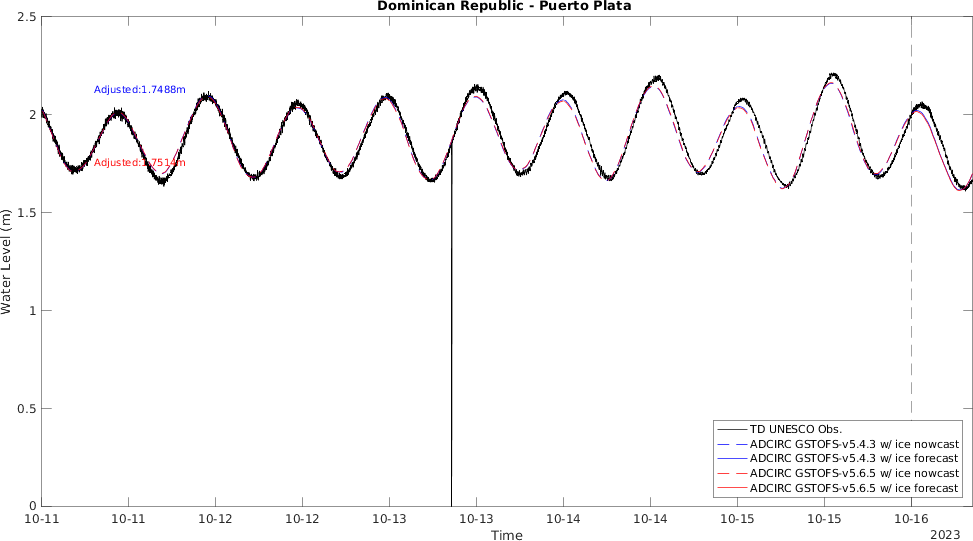 Dominican Republic - Puerto Plata
2.5
2
1.5
1
0.5
0
Water Level (m)
Adjusted:1.7488m
Adjusted:1.7514m
TD UNESCO Obs.
ADCIRC GSTOFS-v5.4.3 w/ ice nowcast
ADCIRC GSTOFS-v5.4.3 w/ ice forecast
ADCIRC GSTOFS-v5.6.5 w/ ice nowcast
ADCIRC GSTOFS-v5.6.5 w/ ice forecast
10-11 10-11 10-12 10-12 10-13 10-13 10-14 10-14 10-15 10-15 10-16
Time
2023